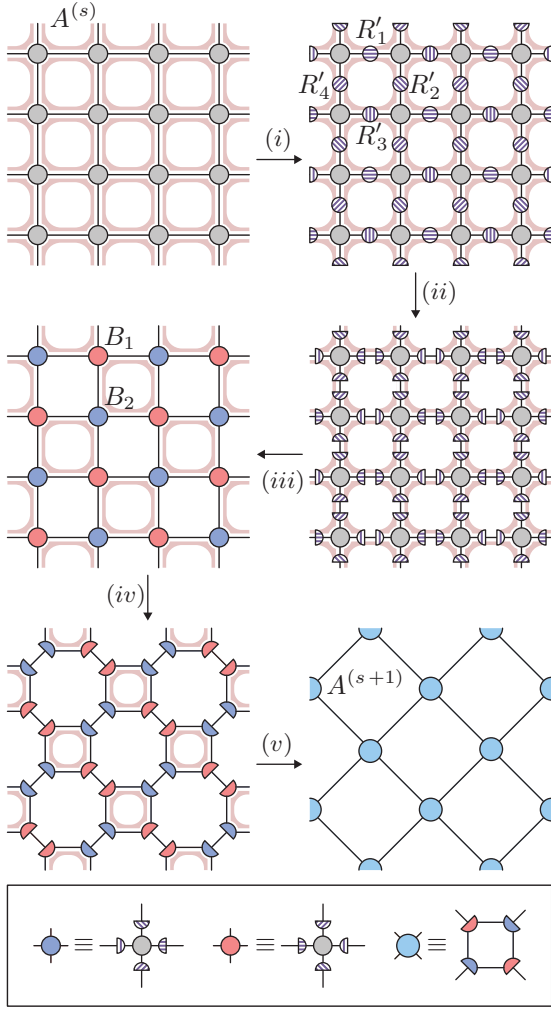 A^{(s)}
R'_1
R'_4
R'_2
R'_3
(i)
(ii)
B_1
B_2
(iii)
(iv)
A^{(s+1)}
(v)
≡
≡
≡